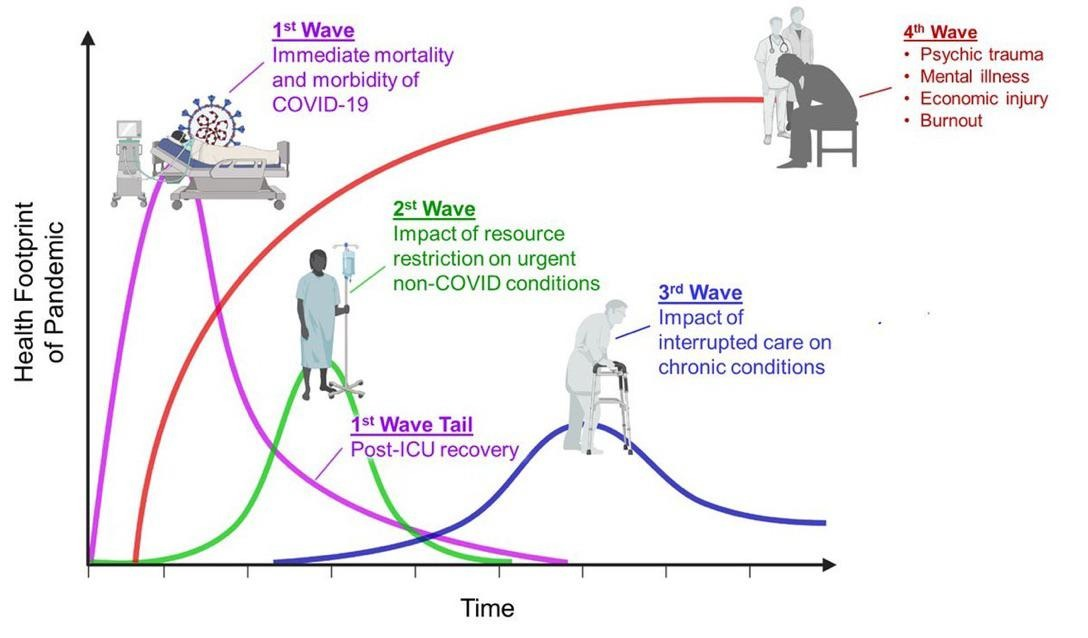 1st Wave
Immediate mortality
and morbidity of
COVID-19
4th Wave
• Psychic trauma
• Mental illness
• Economic injury
• Burnout
2st Wave
Impact of resource
restriction on urgent
non-COVID conditions
3rd Wave
Impact of
interrupted care on
chronic conditions
1st Wave Tail
Post-ICU recovery
Health Footprint
of Pandemic
Time